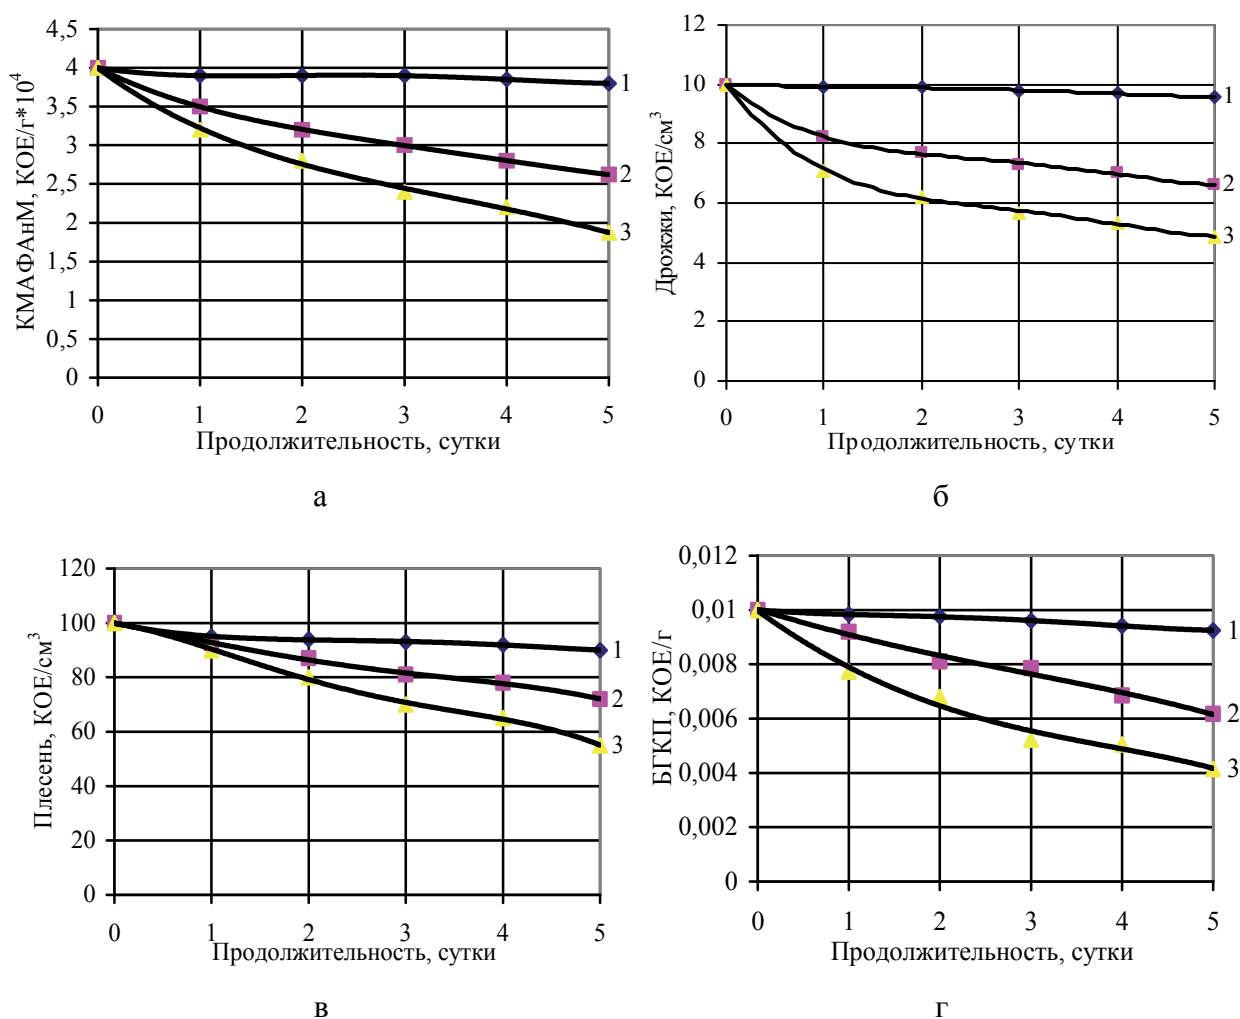 КМАФАнМ, КОЕ/г*10⁴
4,5
4
3,5
3
2,5
2
1,5
1
0,5
0
0 1 2 3 4 5
1
2
3
Продолжительность, сутки
а
Дрожжи, КОЕ/см³
12
10
8
6
4
2
0
0 1 2 3 4 5
1
2
3
Продолжительность, сутки
б
Плесень, КОЕ/см³
120
100
80
60
40
20
0
0 1 2 3 4 5
1
2
3
Продолжительность, сутки
в
БГКП, КОЕ/г
0,012
0,01
0,008
0,006
0,004
0,002
0
0 1 2 3 4 5
1
2
3
Продолжительность, сутки
г